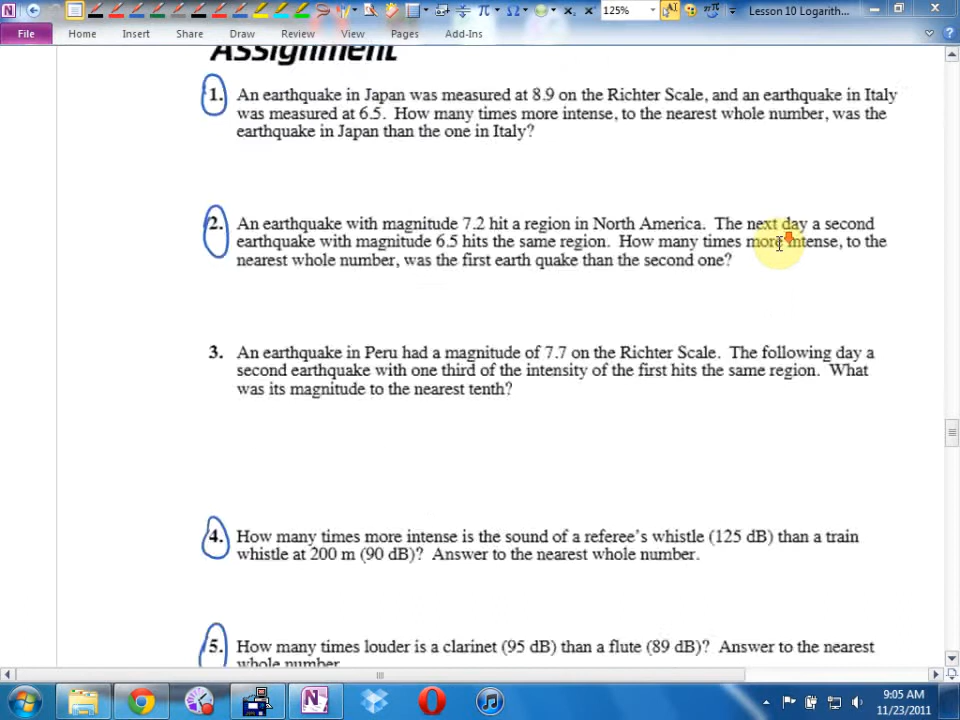 125%
Lesson 10 Logarith...
File Home Insert Share Draw Review View Pages Add-Ins
Assignment
1. An earthquake in Japan was measured at 8.9 on the Richter Scale, and an earthquake in Italy
was measured at 6.5. How many times more intense, to the nearest whole number, was the
earthquake in Japan than the one in Italy?
2. An earthquake with magnitude 7.2 hit a region in North America. The next day a second
earthquake with magnitude 6.5 hits the same region. How many times more intense, to the
nearest whole number, was the first earth quake than the second one?
3. An earthquake in Peru had a magnitude of 7.7 on the Richter Scale. The following day a
second earthquake with one third of the intensity of the first hits the same region. What
was its magnitude to the nearest tenth?
4. How many times more intense is the sound of a referee's whistle (125 dB) than a train
whistle at 200 m (90 dB)? Answer to the nearest whole number.
5. How many times louder is a clarinet (95 dB) than a flute (89 dB)? Answer to the nearest
whole number.
9:05 AM
11/23/2011